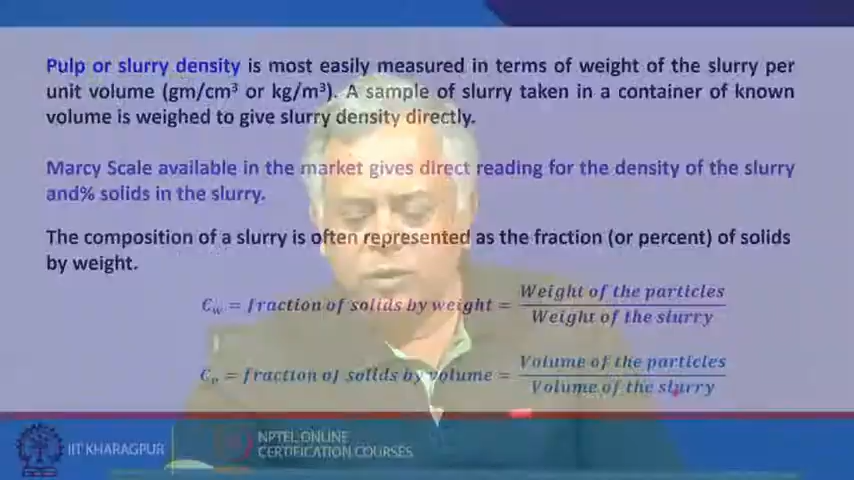 Pulp or slurry density is most easily measured in terms of weight of the slurry per
unit volume (gm/cm³ or kg/m³). A sample of slurry taken in a container of known
volume is weighed to give slurry density directly.
Marcy Scale available in the market gives direct reading for the density of the slurry
and% solids in the slurry.
The composition of a slurry is often represented as the fraction (or percent) of solids
by weight.
C_w = fraction of solids by weight = Weight of the particles / Weight of the slurry
C_v = fraction of solids by volume = Volume of the particles / Volume of the slurry
IIT KHARAGPUR
NPTEL ONLINE
CERTIFICATION COURSES